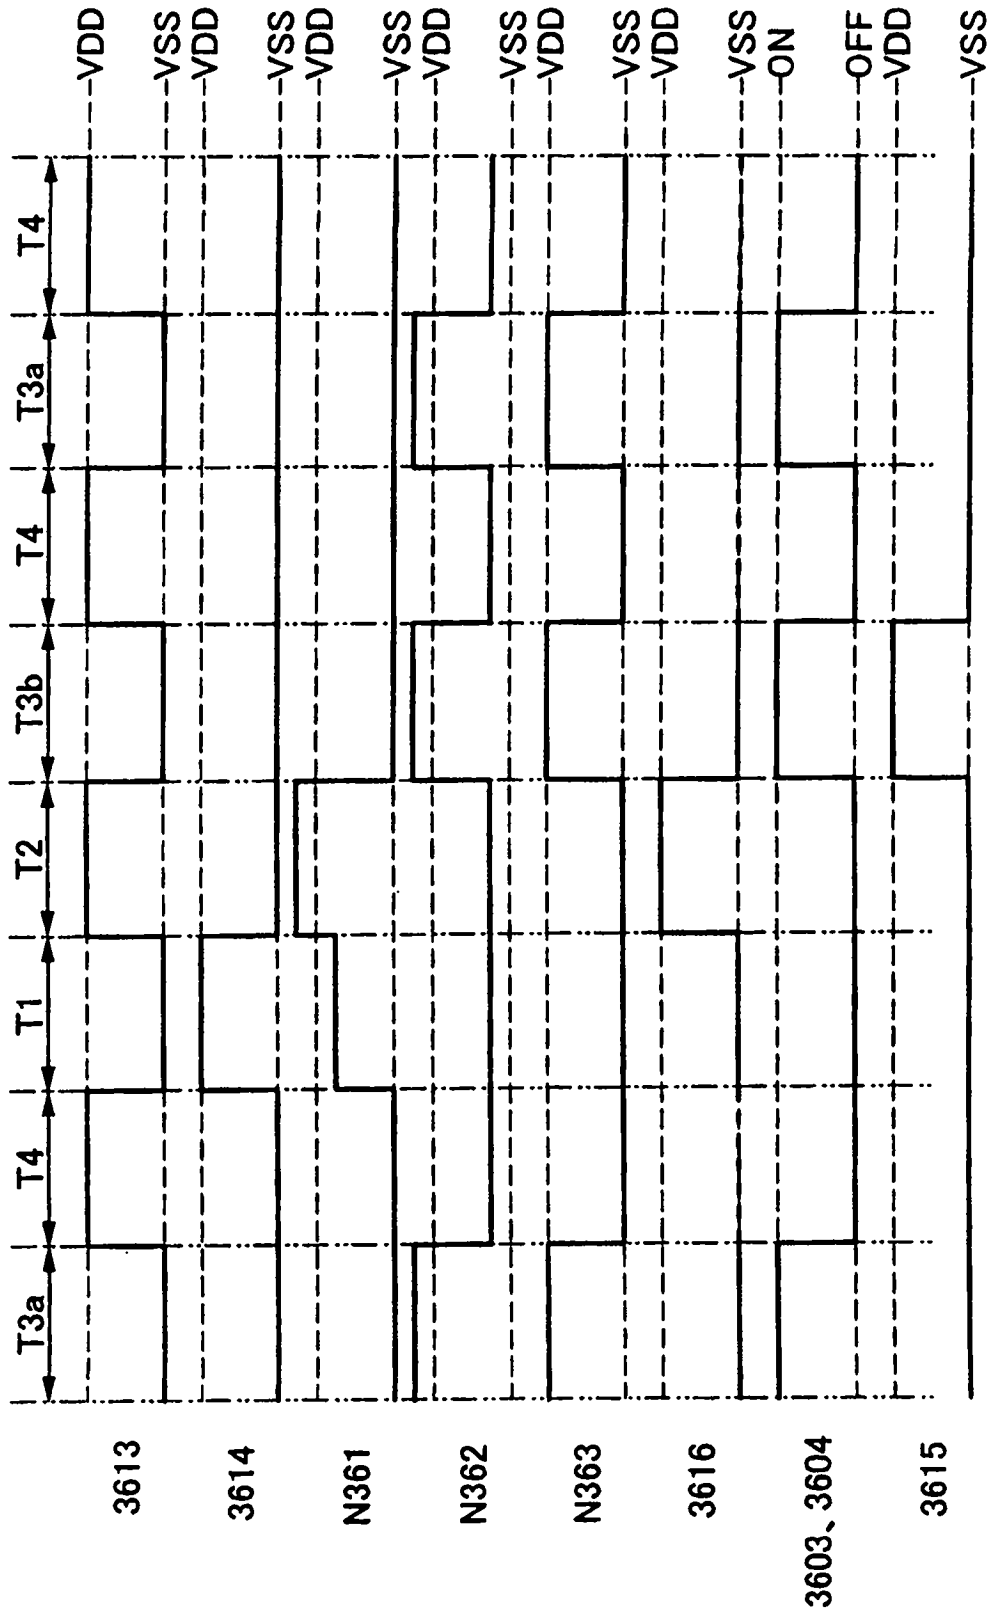 T3a T4 T1 T2 T3b T4 T3a T4
3613 VDD
VSS
3614 VDD
VSS
N361 VDD
VSS
N362 VDD
VSS
N363 VDD
VSS
3616 VDD
VSS
3603、3604 ON
OFF
3615 VDD
VSS